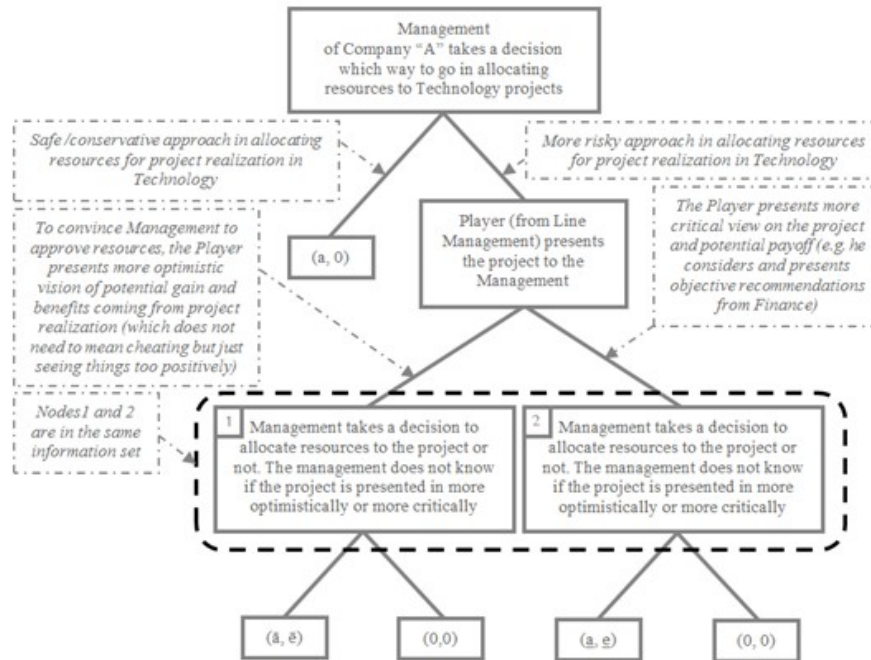 Management
of Company “A” takes a decision
which way to go in allocating
resources to Technology projects
Safe/conservative approach in allocating
resources for project realization in
Technology
More risky approach in allocating resources
for project realization in Technology
To convince Management to
approve resources, the Player
presents more optimistic
vision of potential gain and
benefits coming from project
realization (which does not
need to mean cheating but just
seeing things too positively)
(a, 0)
Player (from Line
Management) presents
the project to the
Management
The Player presents more
critical view on the project
and potential payoff (e.g. he
considers and presents
objective recommendations
from Finance)
Nodes 1 and 2
are in the same
information set
1
Management takes a decision to
allocate resources to the project or
not. The management does not know
if the project is presented in more
optimistically or more critically
2
Management takes a decision to
allocate resources to the project or
not. The management does not know
if the project is presented in more
optimistically or more critically
(ā, ē)
(0,0)
(a̲, e̲)
(0, 0)